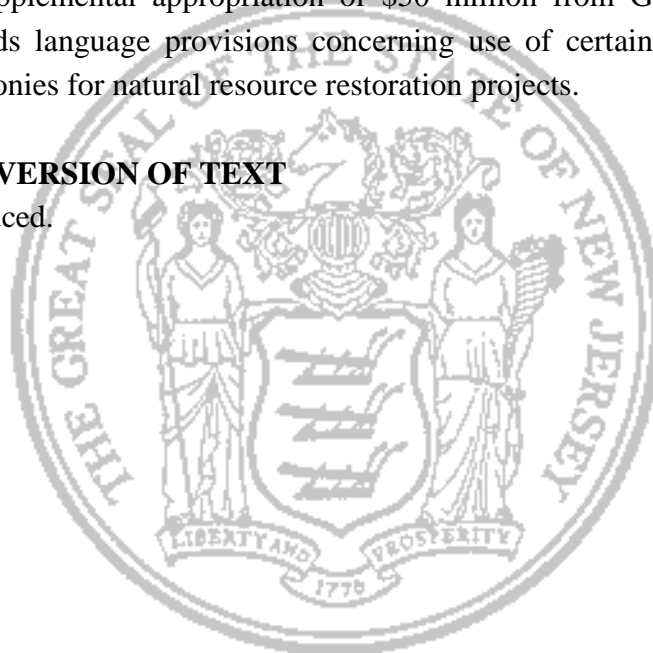 pplemental appropriation of $50 million from G
ds language provisions concerning use of certain
onies for natural resource restoration projects.
VERSION OF TEXT
uced.
THE GREAT SEAL OF THE STATE OF NEW JERSEY
LIBERTY AND PROSPERITY
1776